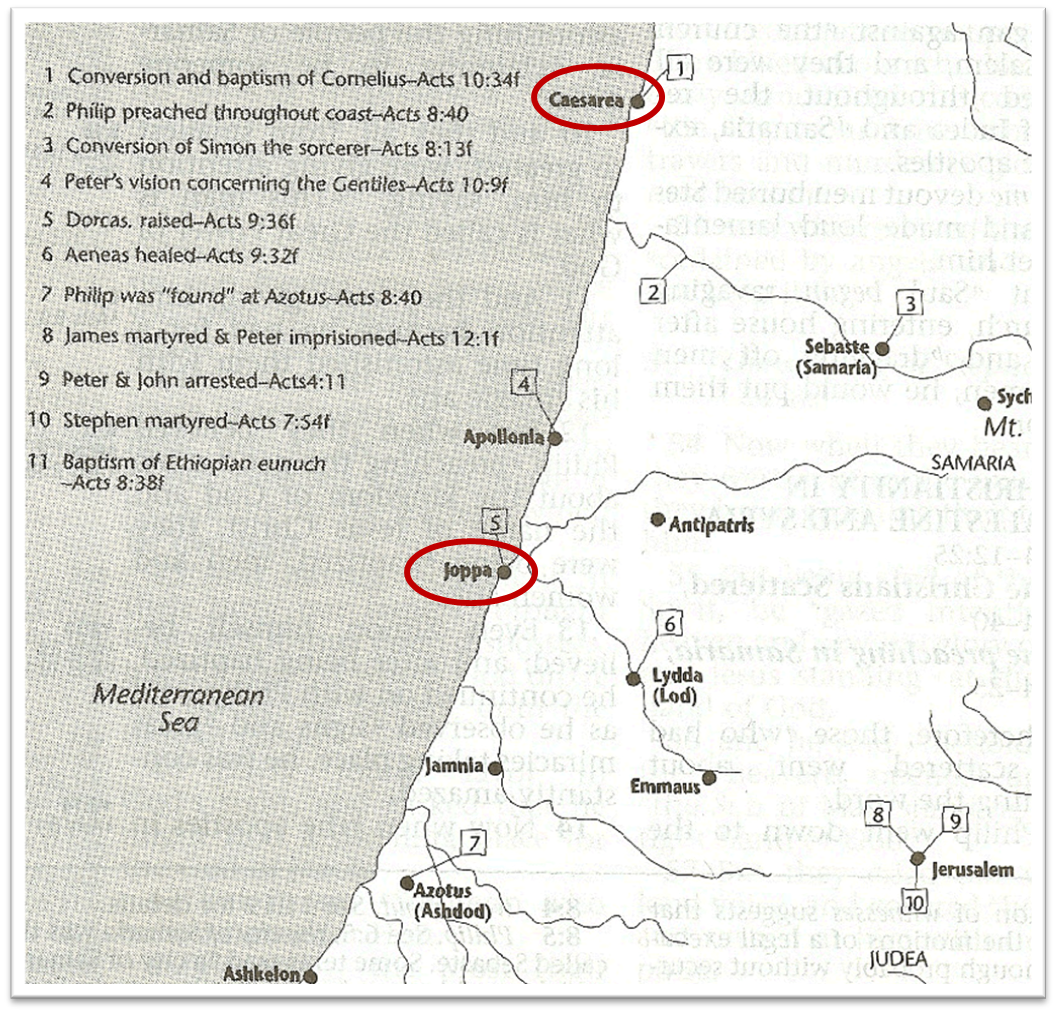 1 Conversion and baptism of Cornelius–Acts 10:34f
2 Philip preached throughout coast–Acts 8:40
3 Conversion of Simon the sorcerer–Acts 8:13f
4 Peter's vision concerning the Gentiles–Acts 10:9f
5 Dorcas. raised–Acts 9:36f
6 Aeneas healed–Acts 9:32f
7 Philip was "found" at Azotus–Acts 8:40
8 James martyred & Peter imprisioned–Acts 12:1f
9 Peter & John arrested–Acts4:11
10 Stephen martyred–Acts 7:54f
11 Baptism of Ethiopian eunuch
–Acts 8:38f
1
Caesarea
2
3
Sebaste
(Samaria)
4
Apollonia
Sych
Mt.
SAMARIA
5
Antipatris
Joppa
6
Lydda
(Lod)
Mediterranean
Sea
Jamnia
Emmaus
7
8
9
Jerusalem
10
Azotus
(Ashdod)
JUDEA
Ashkelon